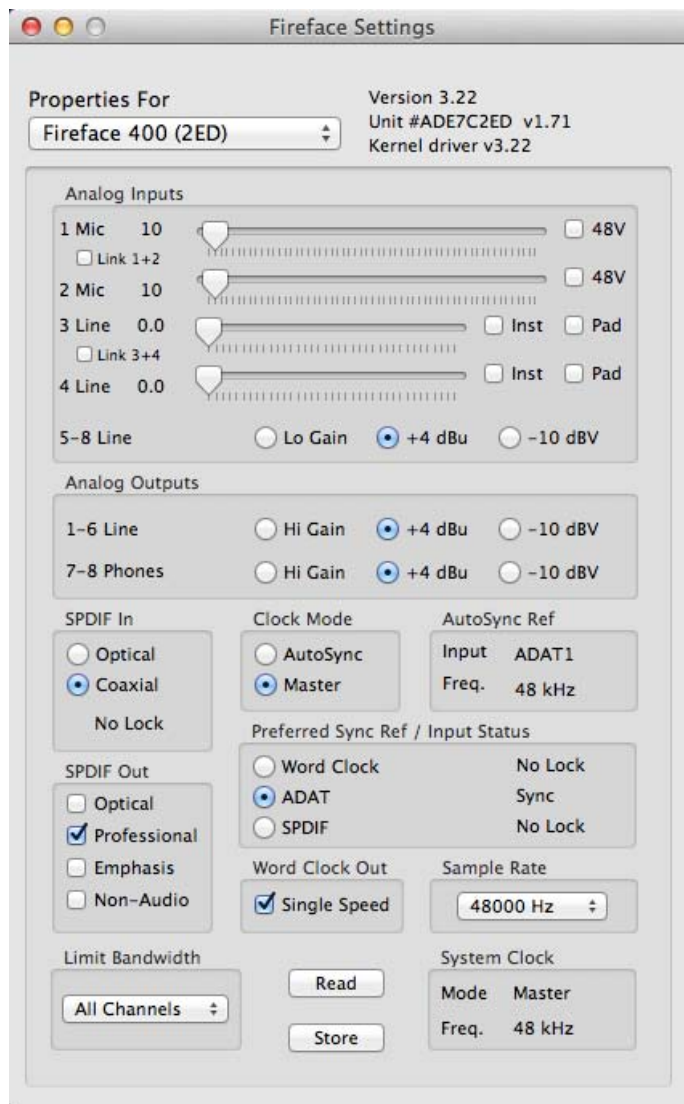 Fireface Settings
Properties For
Fireface 400 (2ED)
Version 3.22
Unit #ADE7C2ED v1.71
Kernel driver v3.22
Analog Inputs
1 Mic 10 48V
Link 1+2
2 Mic 10 48V
3 Line 0.0 Inst Pad
Link 3+4
4 Line 0.0 Inst Pad
5-8 Line Lo Gain +4 dBu -10 dBV
Analog Outputs
1-6 Line Hi Gain +4 dBu -10 dBV
7-8 Phones Hi Gain +4 dBu -10 dBV
SPDIF In
Optical
Coaxial
No Lock
Clock Mode
AutoSync
Master
AutoSync Ref
Input ADAT1
Freq. 48 kHz
Preferred Sync Ref / Input Status
Word Clock No Lock
ADAT Sync
SPDIF No Lock
SPDIF Out
Optical
Professional
Emphasis
Non-Audio
Word Clock Out
Single Speed
Sample Rate
48000 Hz
Limit Bandwidth
All Channels
Read
Store
System Clock
Mode Master
Freq. 48 kHz